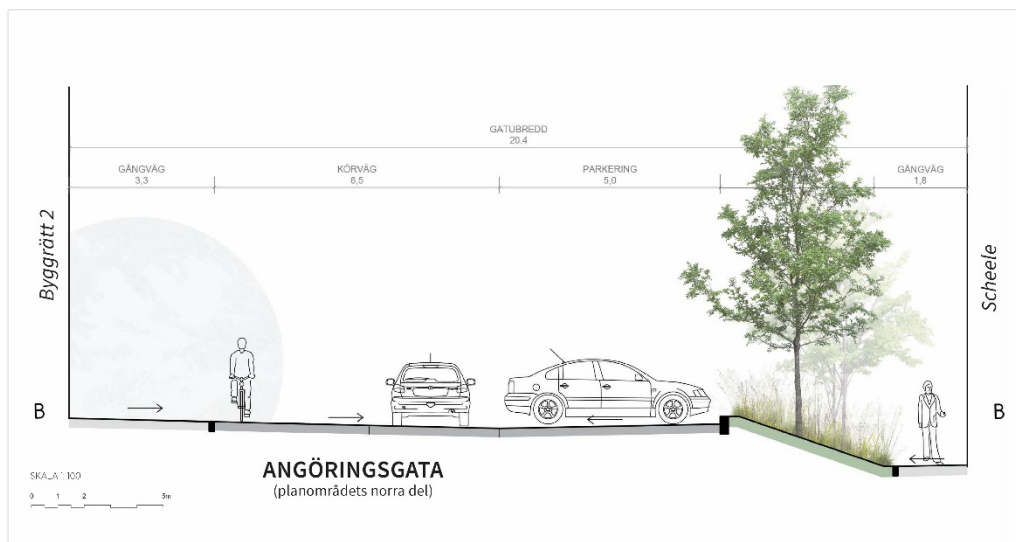 GATUBREDD
20,4
GÅNGVÄG
3,3
KÖRVÄG
6,5
PARKERING
5,0
GÅNGVÄG
1,8
Byggrätt 2
Scheele
B
B
ANGÖRINGSGATA
(planområdets norra del)
SKALA 1:100
0 1 2 5m